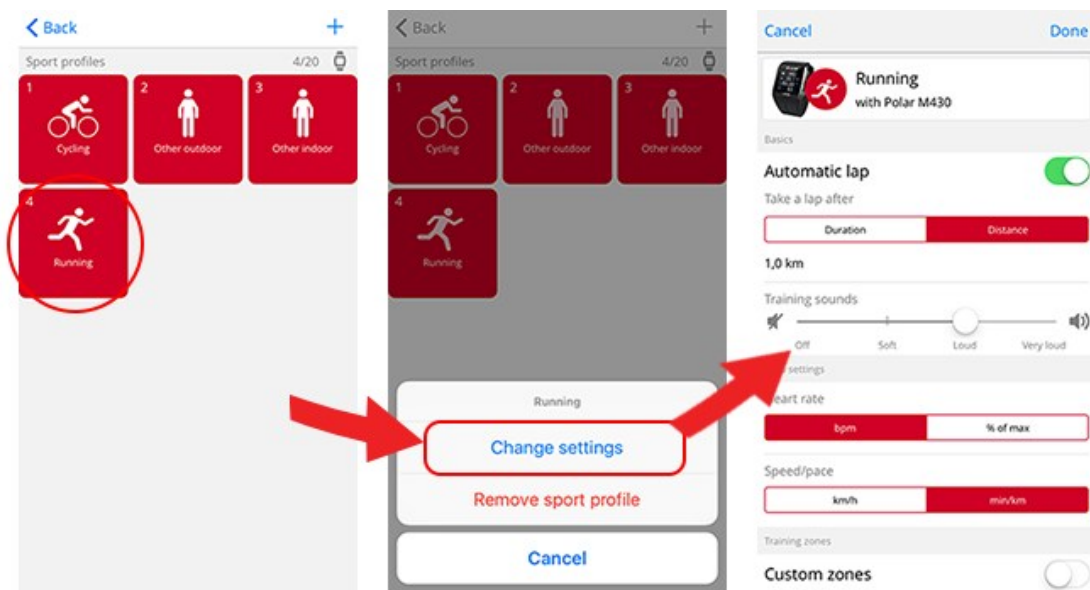 Back
Sport profiles 4/20
1 2 3
Cycling Other outdoor Other indoor
4
Running
Back
Sport profiles 4/20
1 2 3
Cycling Other outdoor Other indoor
4
Running
Running
Change settings
Remove sport profile
Cancel
Cancel Done
Running
with Polar M430
Basics
Automatic lap
Take a lap after
Duration Distance
1,0 km
Training sounds
Off Soft Loud Very loud
settings
eart rate
bpm % of max
Speed/pace
km/h min/km
Training zones
Custom zones